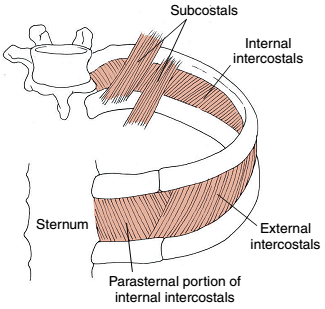 Subcostals
Internal
intercostals
Sternum
External
intercostals
Parasternal portion of
internal intercostals